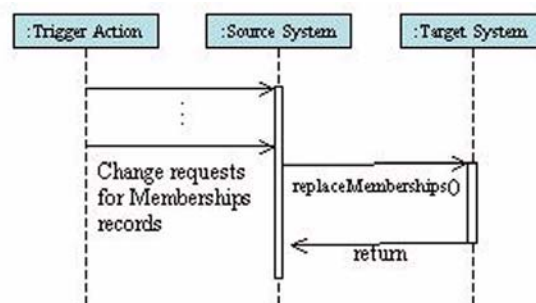 :Trigger Action
:Source System
:Target System
Change requests
for Memberships
records
replaceMemberships()
return